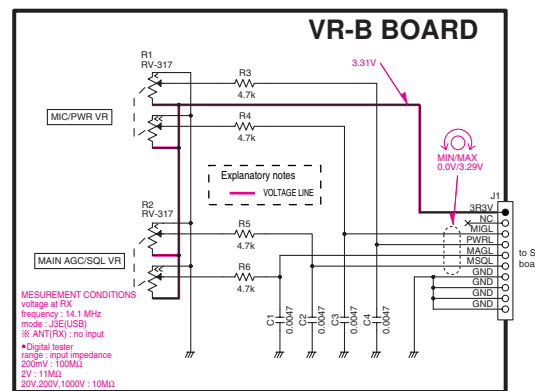 VR-B BOARD
R1
RV-317
R3
4.7k
3.31V
MIC/PWR VR
R4
4.7k
MIN/MAX
0.0V/3.29V
Explanatory notes
VOLTAGE LINE
J1
3R3V
NC
MIGL
PWRL
MAGL
MSQL
GND
GND
GND
GND
to S
boa
R2
RV-317
R5
4.7k
MAIN AGC/SQL VR
R6
4.7k
C1
0.0047
C2
0.0047
C3
0.0047
C4
0.0047
MESUREMENT CONDITIONS
voltage at RX
frequency : 14.1 MHz
mode : J3E(USB)
※ ANT(RX) : no input
•Digital tester
range : input impedance
200mV : 100MΩ
2V : 11MΩ
20V,200V,1000V : 10MΩ